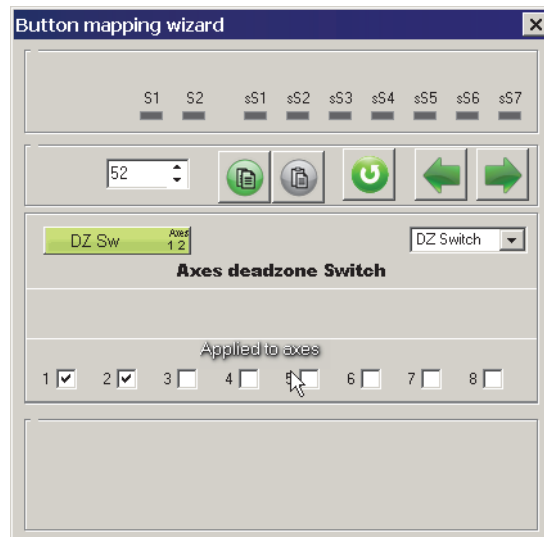 Button mapping wizard
S1 S2 sS1 sS2 sS3 sS4 sS5 sS6 sS7
52
DZ Sw Axes 1 2 DZ Switch
Axes deadzone Switch
Applied to axes
1 2 3 4 5 6 7 8